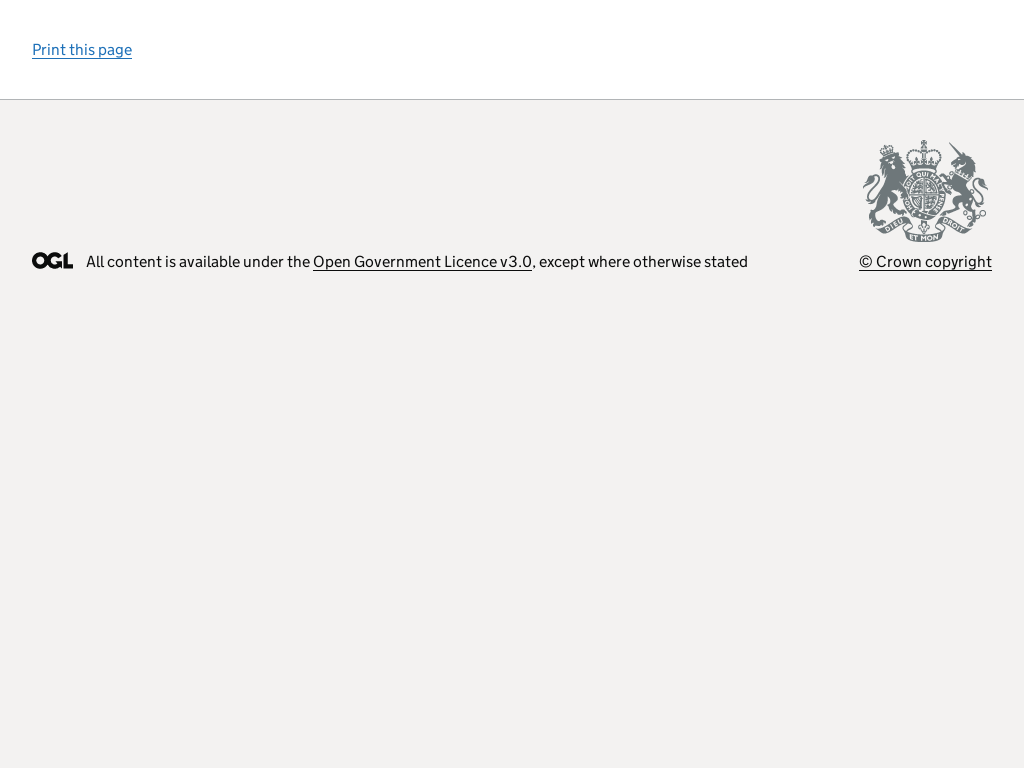 Print this page
DIEU ET MON DROIT
OGL All content is available under the Open Government Licence v3.0, except where otherwise stated
© Crown copyright